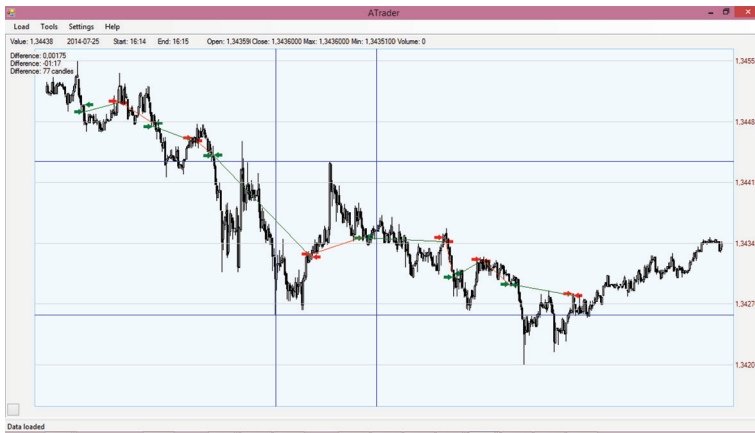 ATrader
Load Tools Settings Help
Value: 1,34438 2014-07-25 Start: 16:14 End: 16:15 Open: 1,34359( Close: 1,3436000 Max: 1,3436000 Min: 1,3435100 Volume: 0
Difference: 0,00175
Difference: -01:17
Difference: 77 candles
1,3455
1,3448
1,3441
1,3434
1,3427
1,3420
Data loaded